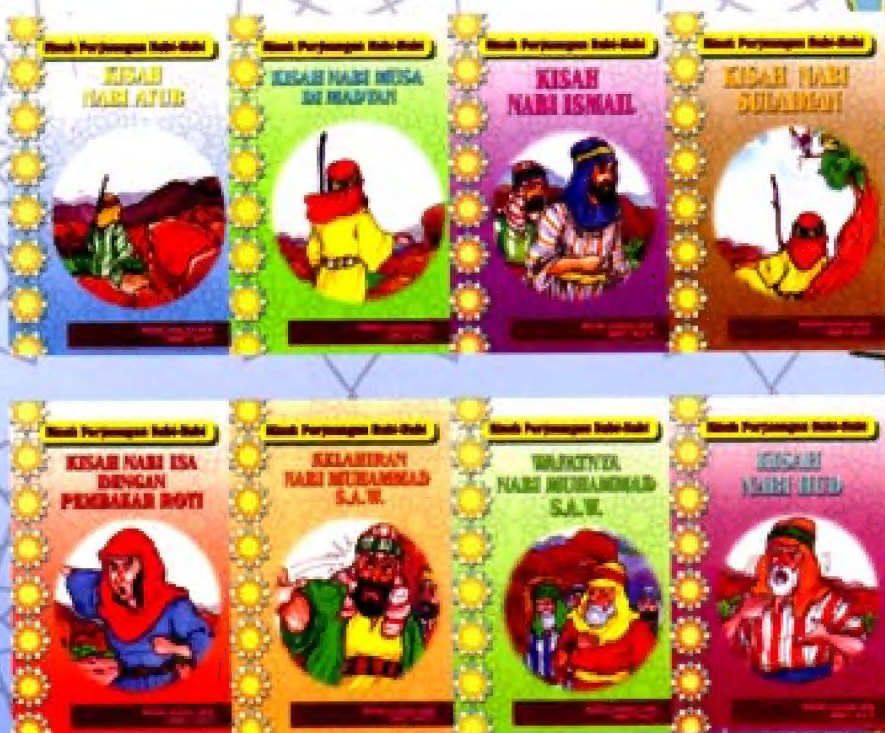 Kisah Perjuangan Nabi-Nabi
KISAH
NABI AYUB
Kisah Perjuangan Nabi-Nabi
KISAH NABI MUSA
DI MADYAN
Kisah Perjuangan Nabi-Nabi
KISAH
NABI ISMAIL
Kisah Perjuangan Nabi-Nabi
KISAH NABI
SULAIMAN
Kisah Perjuangan Nabi-Nabi
KISAH NABI ISA
DENGAN
PEMBAKAR ROTI
Kisah Perjuangan Nabi-Nabi
KELAHIRAN
NABI MUHAMMAD
S.A.W.
Kisah Perjuangan Nabi-Nabi
WAFATNYA
NABI MUHAMMAD
S.A.W.
Kisah Perjuangan Nabi-Nabi
KISAH
NABI HUD